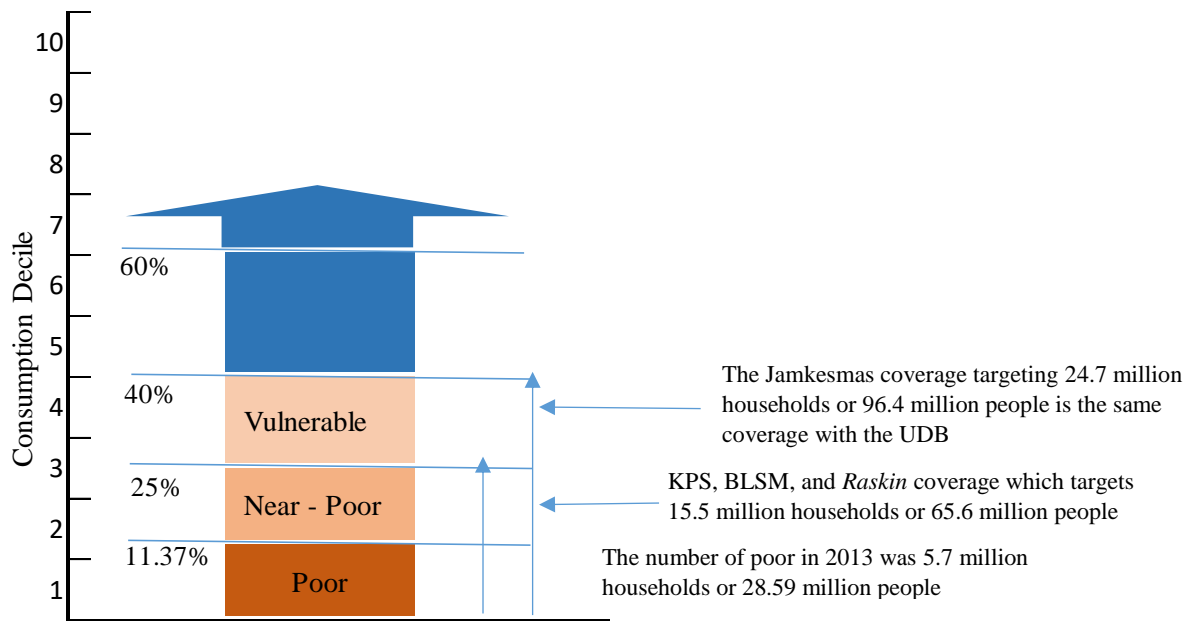 10
9
8
7
6
5
4
3
2
1
Consumption Decile
60%
40%
25%
11.37%
Vulnerable
Near - Poor
Poor
The Jamkesmas coverage targeting 24.7 million
households or 96.4 million people is the same
coverage with the UDB
KPS, BLSM, and Raskin coverage which targets
15.5 million households or 65.6 million people
The number of poor in 2013 was 5.7 million
households or 28.59 million people